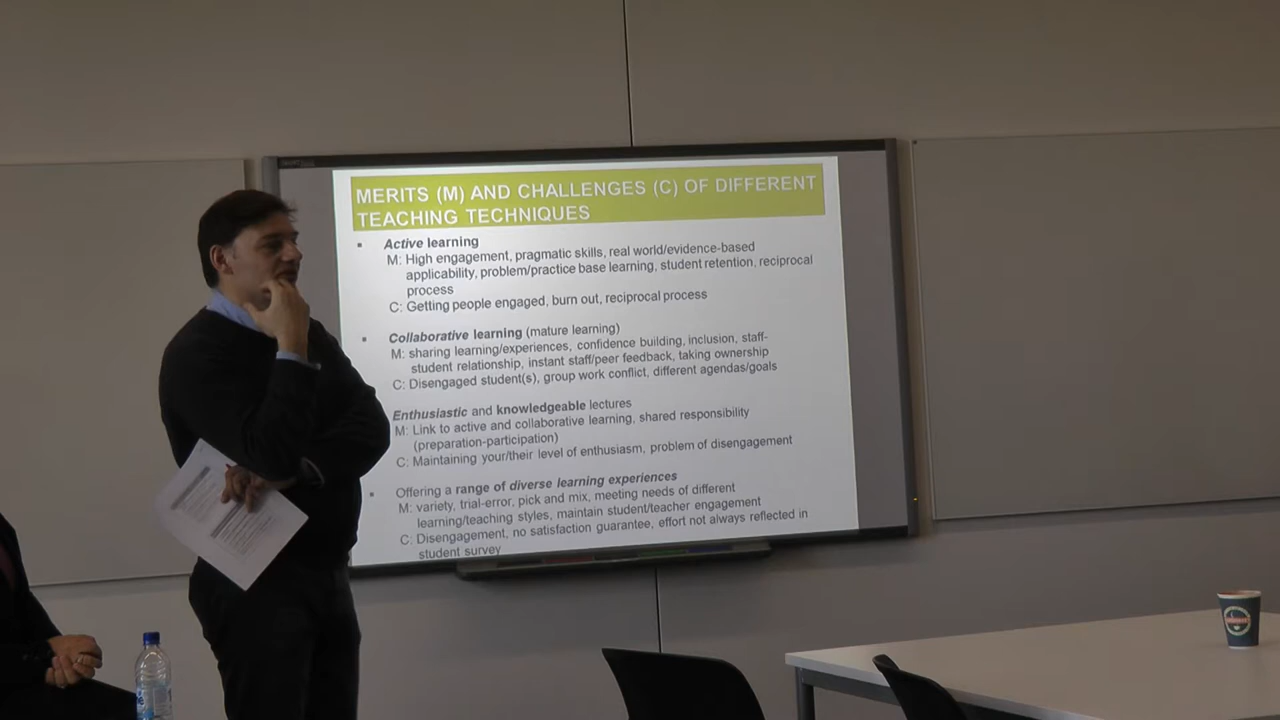 MERITS (M) AND CHALLENGES (C) OF DIFFERENT
TEACHING TECHNIQUES
▪ Active learning
M: High engagement, pragmatic skills, real world/evidence-based
applicability, problem/practice base learning, student retention, reciprocal
process
C: Getting people engaged, burn out, reciprocal process
▪ Collaborative learning (mature learning)
M: sharing learning/experiences, confidence building, inclusion, staff-
student relationship, instant staff/peer feedback, taking ownership
C: Disengaged student(s), group work conflict, different agendas/goals
Enthusiastic and knowledgeable lectures
M: Link to active and collaborative learning, shared responsibility
(preparation-participation)
C: Maintaining your/their level of enthusiasm, problem of disengagement
▪ Offering a range of diverse learning experiences
M: variety, trial-error, pick and mix, meeting needs of different
learning/teaching styles, maintain student/teacher engagement
C: Disengagement, no satisfaction guarantee, effort not always reflected in
student survey